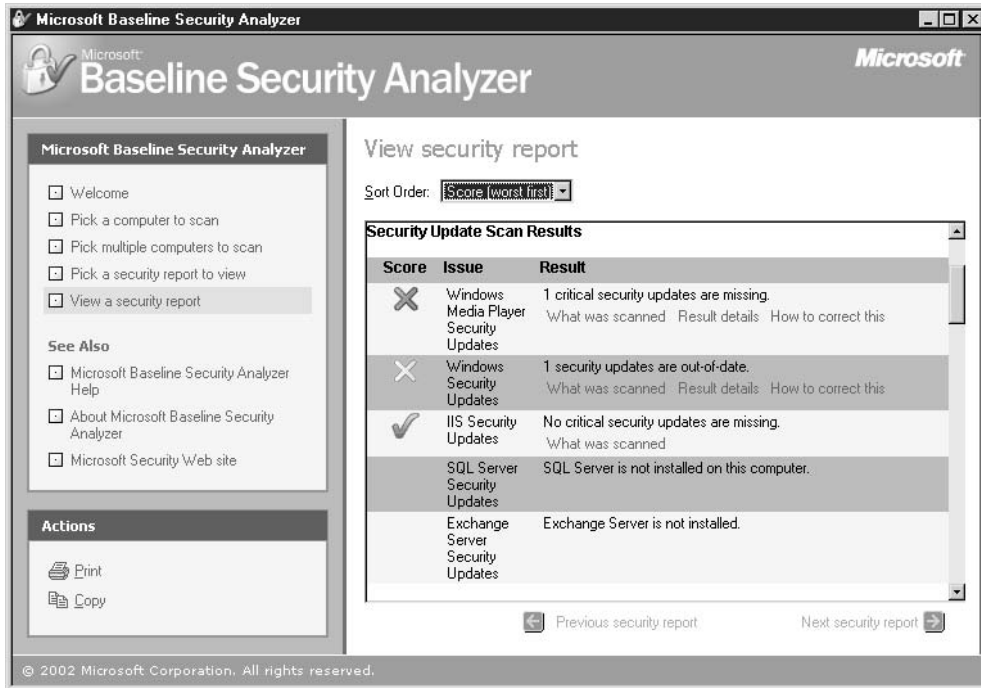 Microsoft Baseline Security Analyzer
Microsoft
Baseline Security Analyzer
Microsoft
Microsoft Baseline Security Analyzer
Welcome
Pick a computer to scan
Pick multiple computers to scan
Pick a security report to view
View a security report
See Also
Microsoft Baseline Security Analyzer
Help
About Microsoft Baseline Security
Analyzer
Microsoft Security Web site
Actions
Print
Copy
View security report
Sort Order: Score (worst first)
Security Update Scan Results
Score Issue Result
Windows
Media Player
Security
Updates
1 critical security updates are missing.
What was scanned Result details How to correct this
Windows
Security
Updates
1 security updates are out-of-date.
What was scanned Result details How to correct this
IIS Security
Updates
No critical security updates are missing.
What was scanned
SQL Server
Security
Updates
SQL Server is not installed on this computer.
Exchange
Server
Security
Updates
Exchange Server is not installed.
Previous security report
Next security report
© 2002 Microsoft Corporation. All rights reserved.